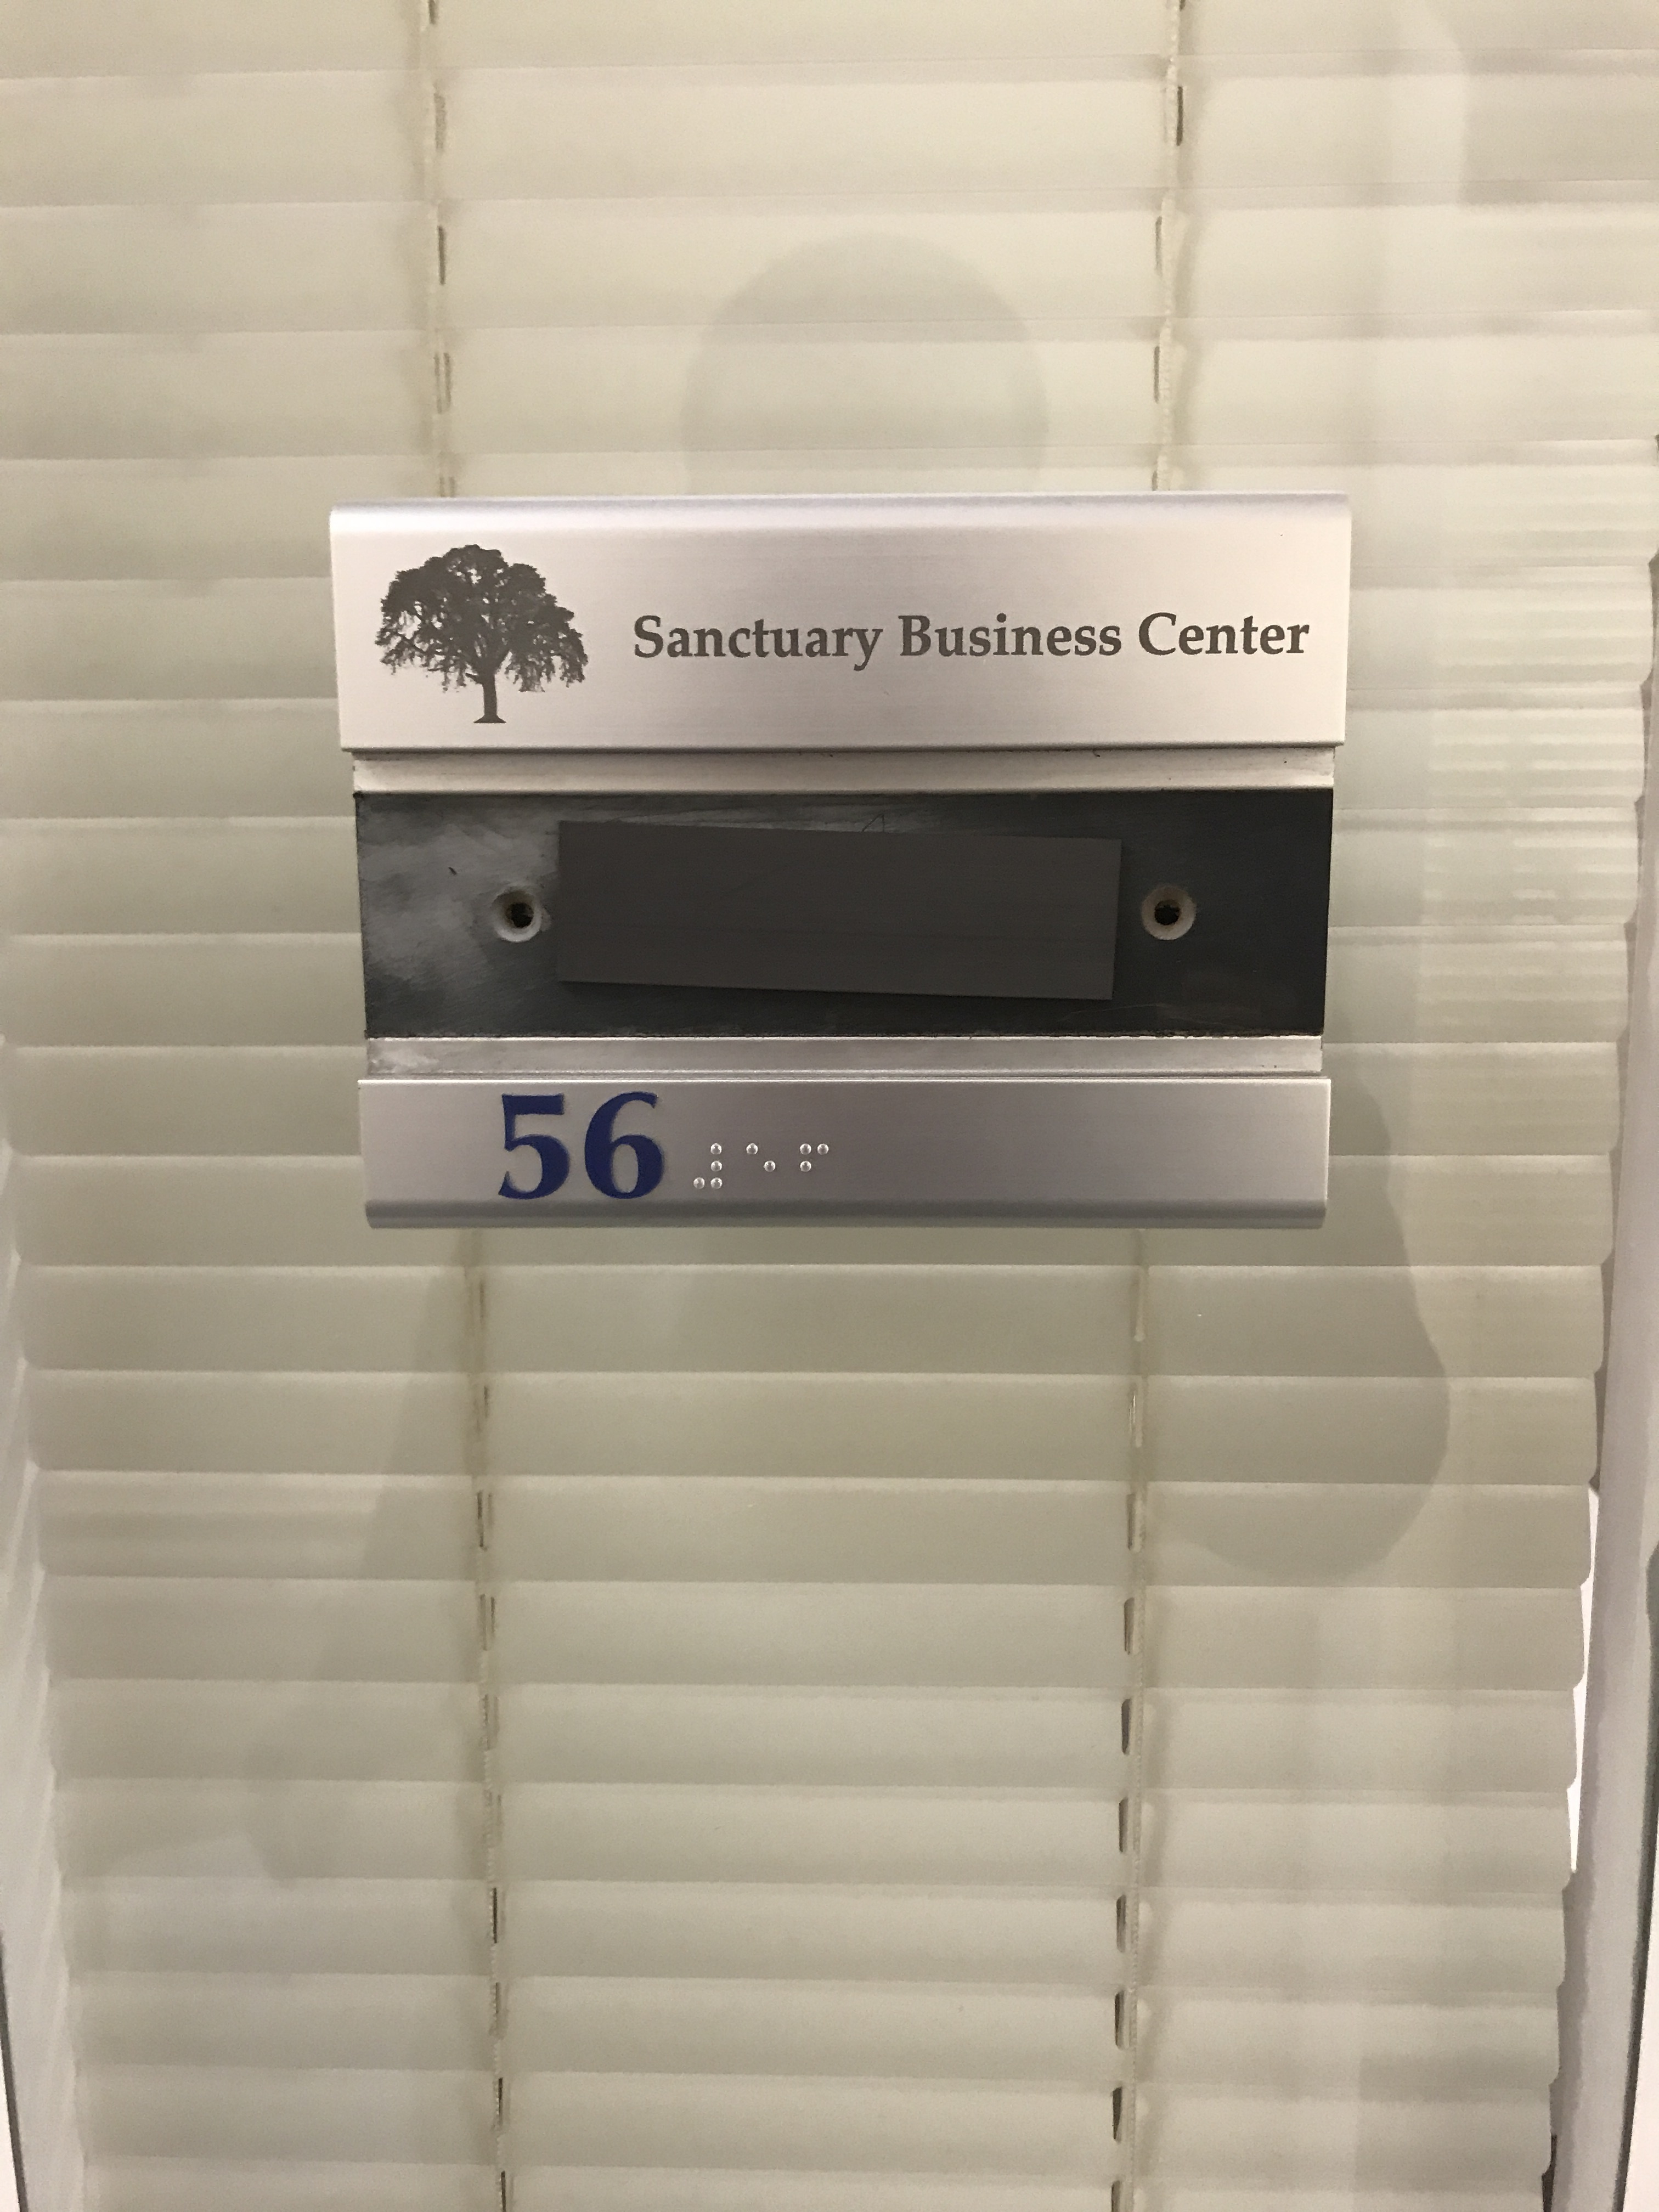 Sanctuary Business Center
56
⠼⠑⠋